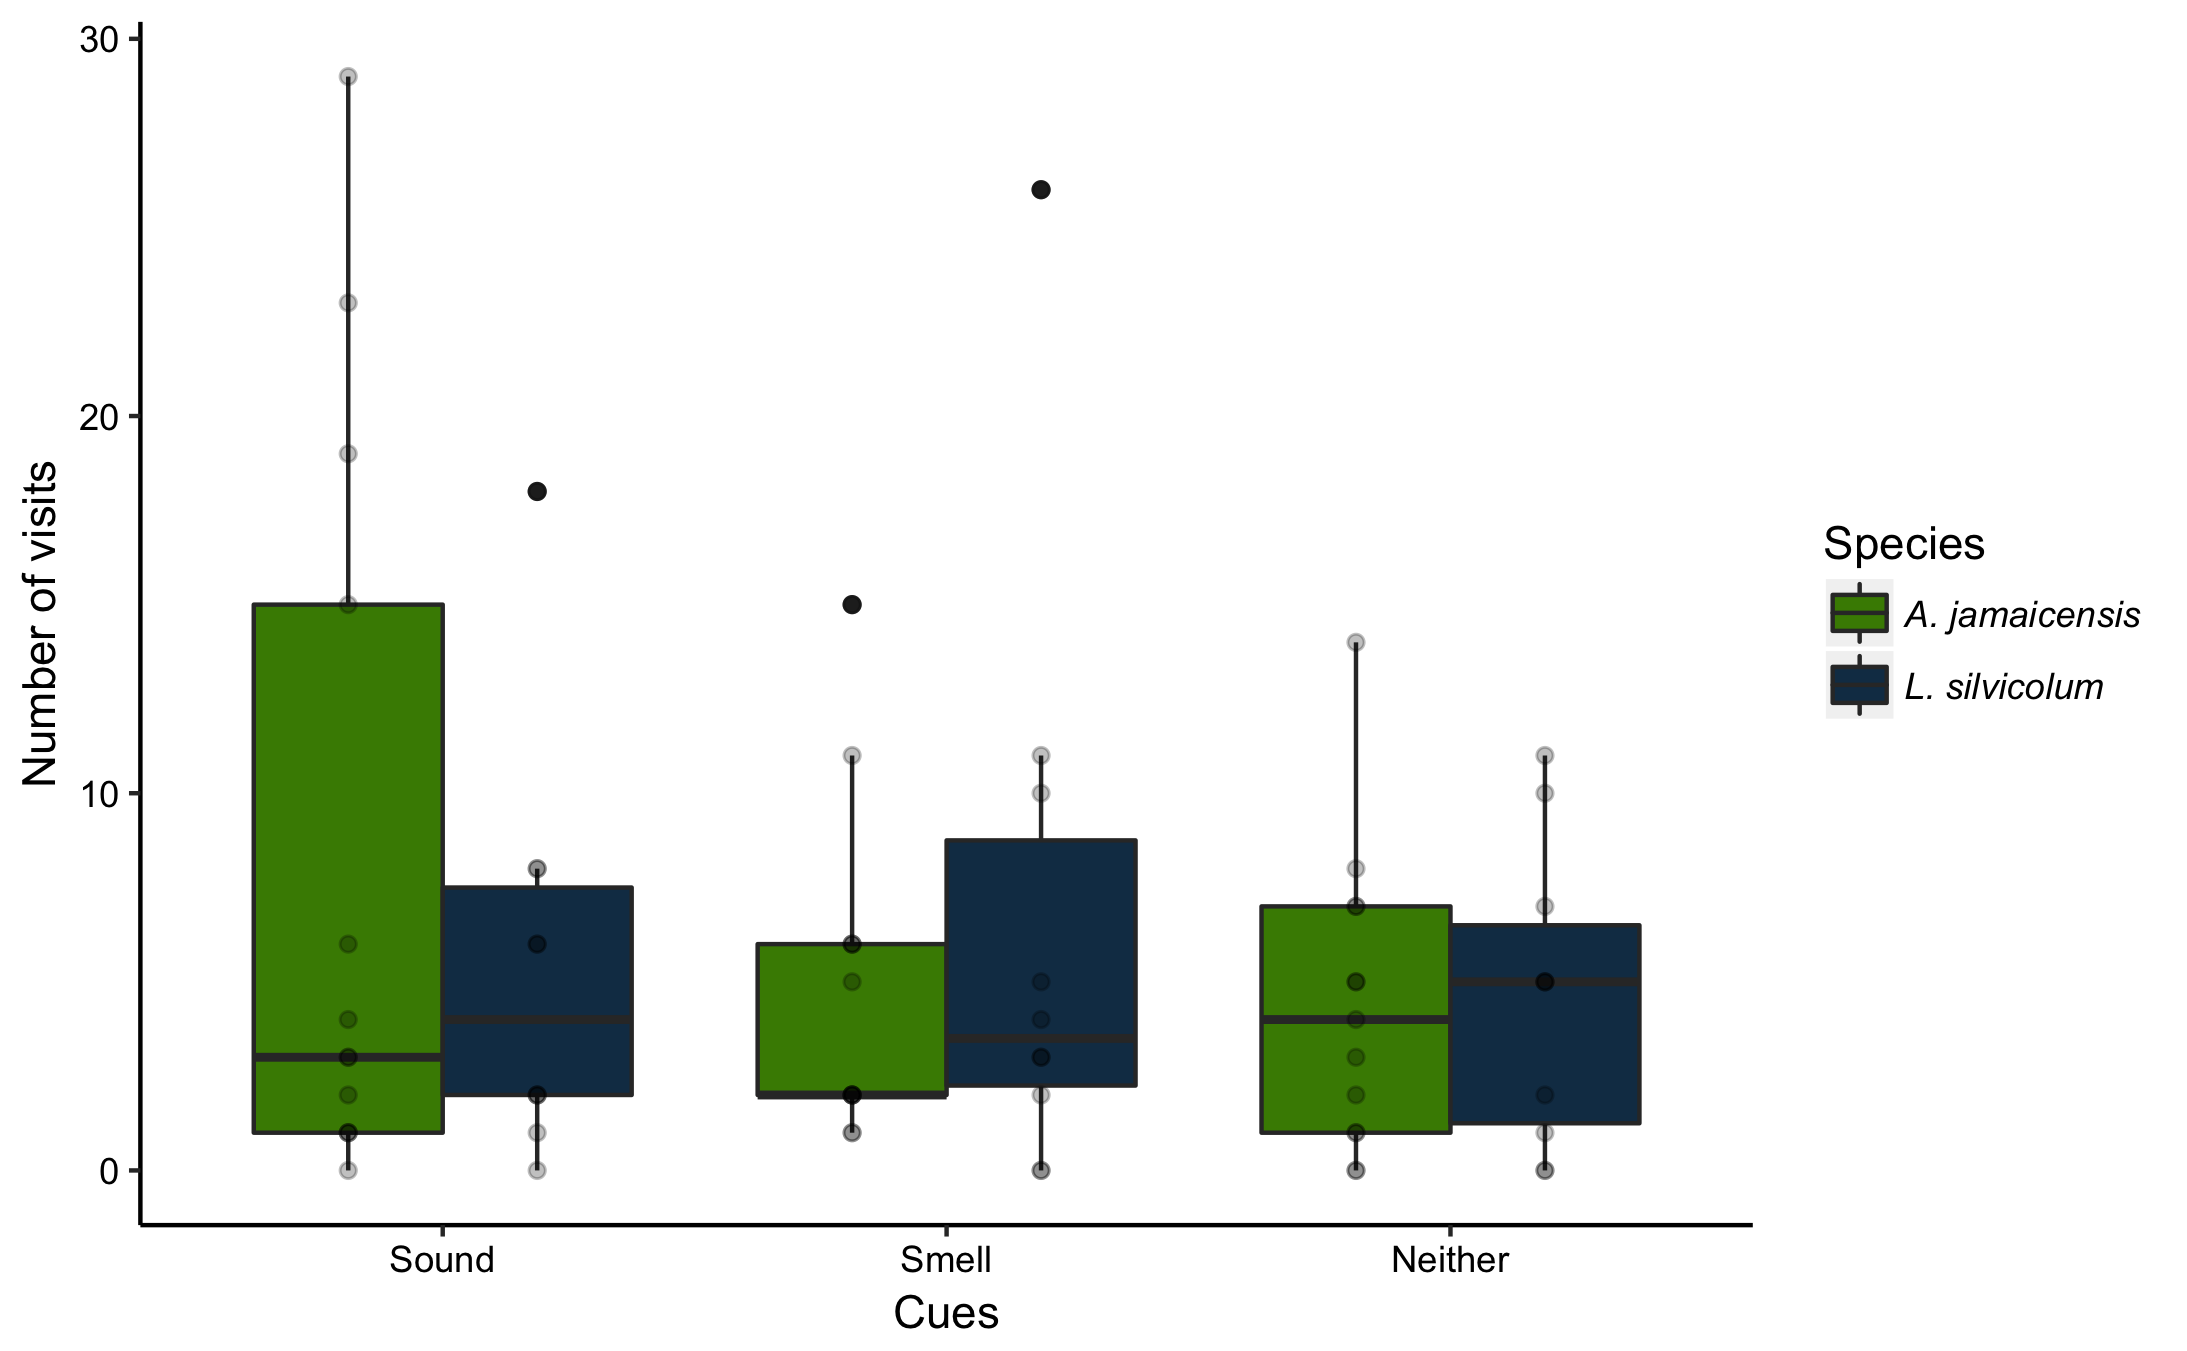 Number of visits
30
20
10
0
Sound
Smell
Neither
Cues
Species
A. jamaicensis
L. silvicolum